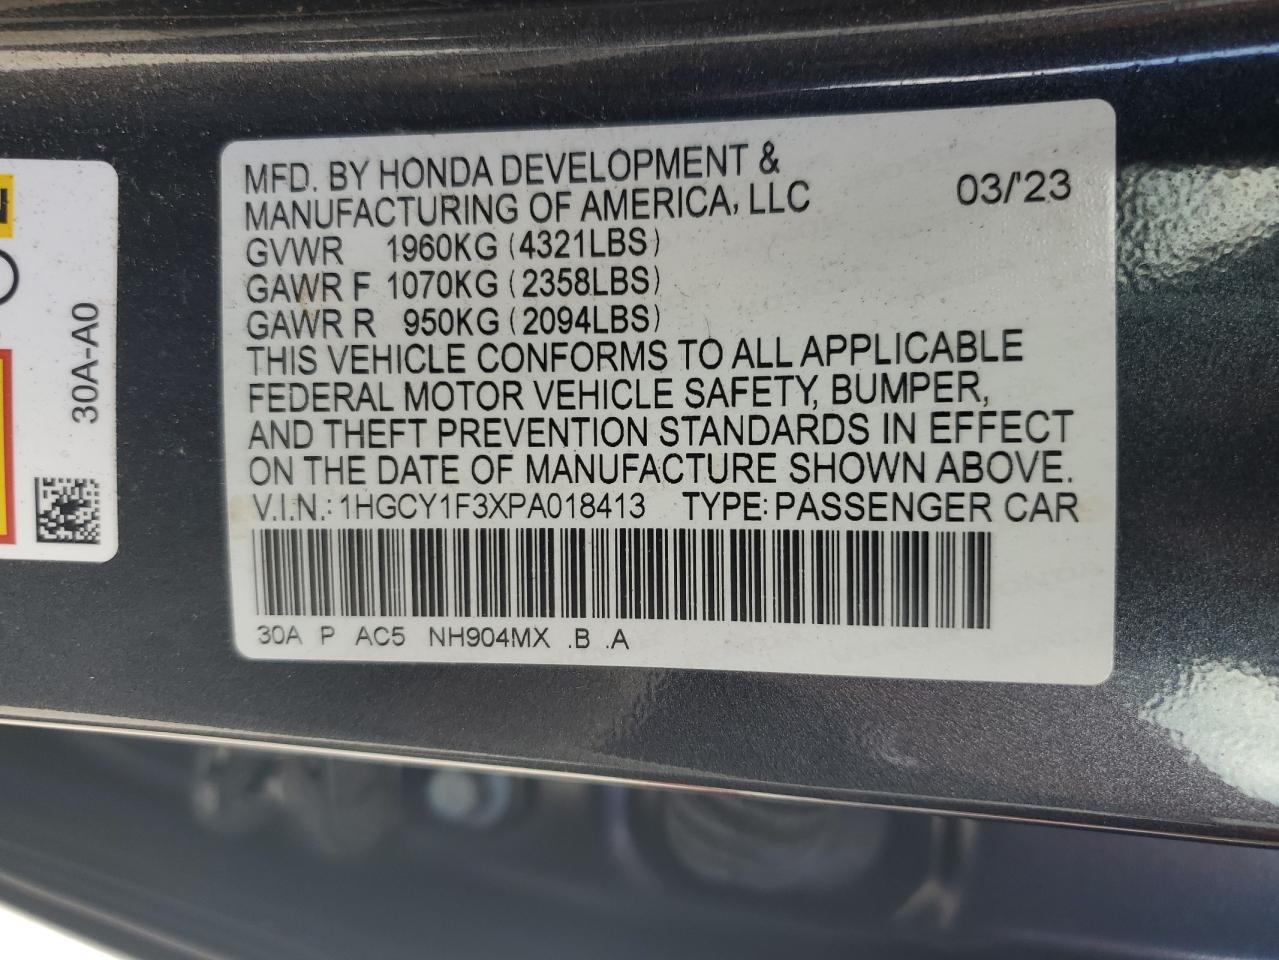 MFD. BY HONDA DEVELOPMENT &
MANUFACTURING OF AMERICA, LLC 03/'23
GVWR 1960KG (4321LBS)
GAWR F 1070KG (2358LBS)
GAWR R 950KG (2094LBS)
THIS VEHICLE CONFORMS TO ALL APPLICABLE
FEDERAL MOTOR VEHICLE SAFETY, BUMPER,
AND THEFT PREVENTION STANDARDS IN EFFECT
ON THE DATE OF MANUFACTURE SHOWN ABOVE.
V.I.N.: 1HGCY1F3XPA018413 TYPE: PASSENGER CAR
30A P AC5 NH904MX .B .A
30A-A0